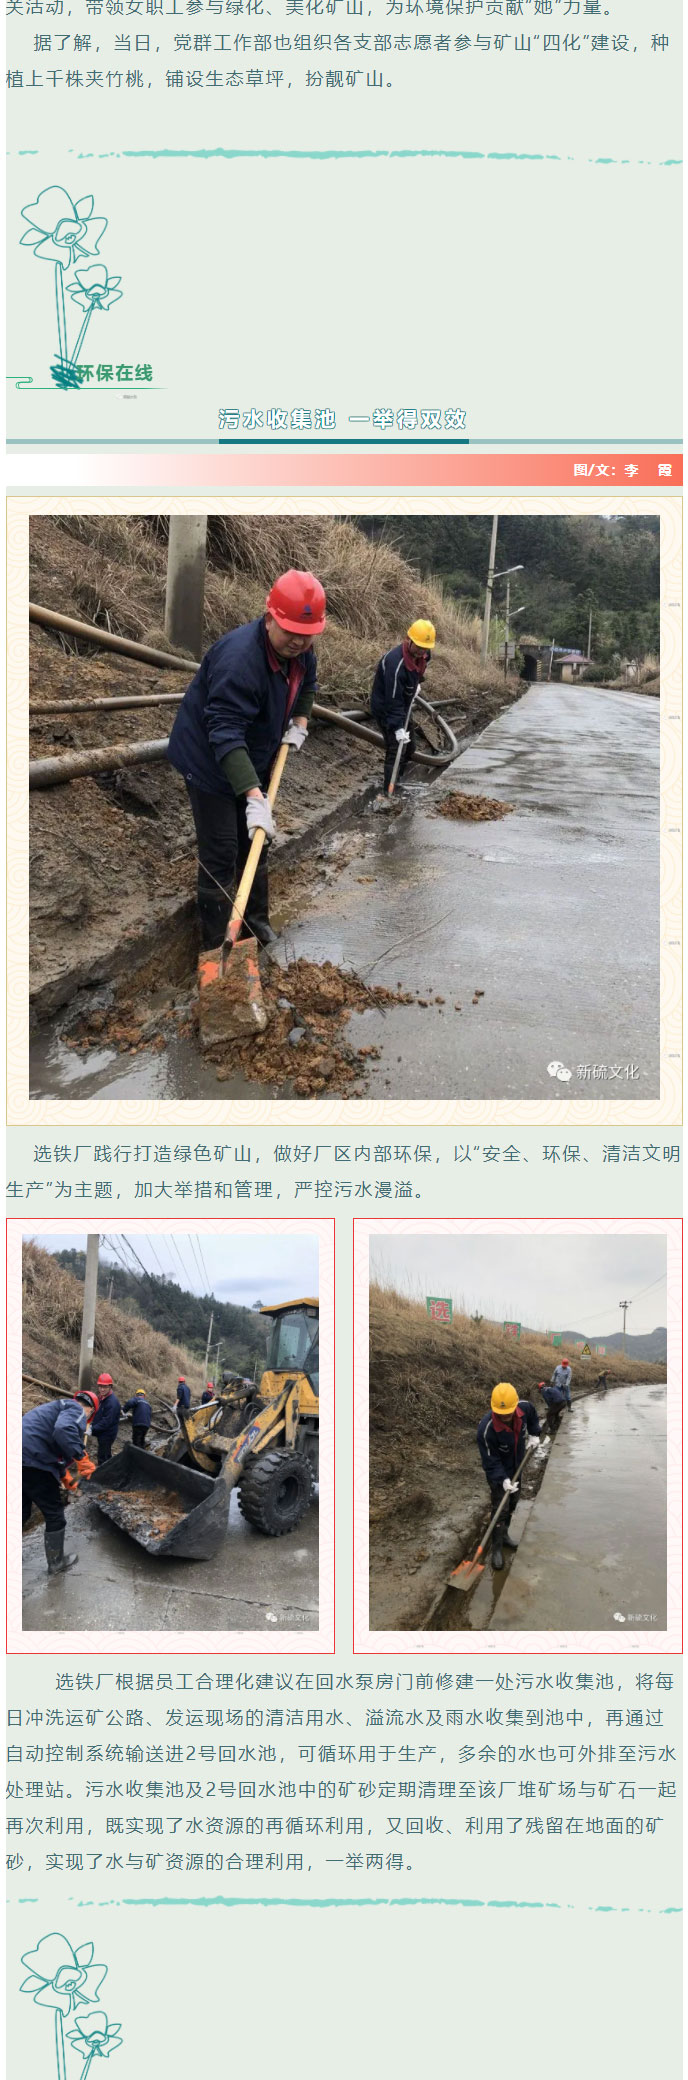 关活动，带领女职工参与绿化、美化矿山，为环境保护贡献“她”力量。
据了解，当日，党群工作部也组织各支部志愿者参与矿山“四化”建设，种
植上千株夹竹桃，铺设生态草坪，扮靓矿山。
环保在线
污水收集池 一举得双效
图/文：李 霞
新硫文化
选铁厂践行打造绿色矿山，做好厂区内部环保，以“安全、环保、清洁文明
生产”为主题，加大举措和管理，严控污水漫溢。
选
新硫文化
新硫文化
选铁厂根据员工合理化建议在回水泵房门前修建一处污水收集池，将每
日冲洗运矿公路、发运现场的清洁用水、溢流水及雨水收集到池中，再通过
自动控制系统输送进2号回水池，可循环用于生产，多余的水也可外排至污水
处理站。污水收集池及2号回水池中的矿砂定期清理至该厂堆矿场与矿石一起
再次利用，既实现了水资源的再循环利用，又回收、利用了残留在地面的矿
砂，实现了水与矿资源的合理利用，一举两得。